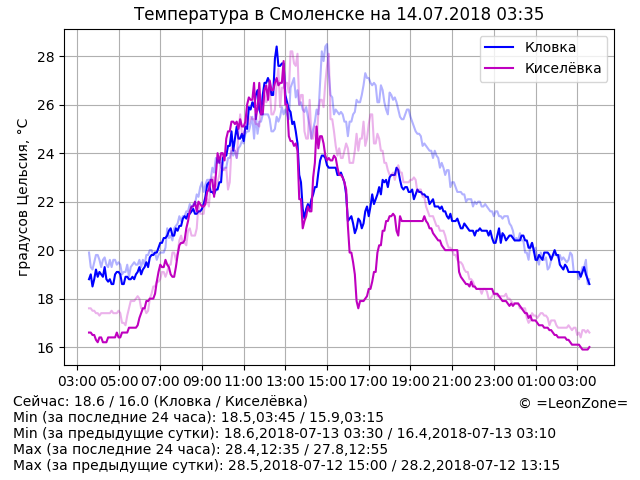 Температура в Смоленске на 14.07.2018 03:35
Кловка
Киселёвка
градусов Цельсия, °C
28
26
24
22
20
18
16
03:00 05:00 07:00 09:00 11:00 13:00 15:00 17:00 19:00 21:00 23:00 01:00 03:00
Сейчас: 18.6 / 16.0 (Кловка / Киселёвка)
© =LeonZone=
Min (за последние 24 часа): 18.5,03:45 / 15.9,03:15
Min (за предыдущие сутки): 18.6,2018-07-13 03:30 / 16.4,2018-07-13 03:10
Max (за последние 24 часа): 28.4,12:35 / 27.8,12:55
Max (за предыдущие сутки): 28.5,2018-07-12 15:00 / 28.2,2018-07-12 13:15